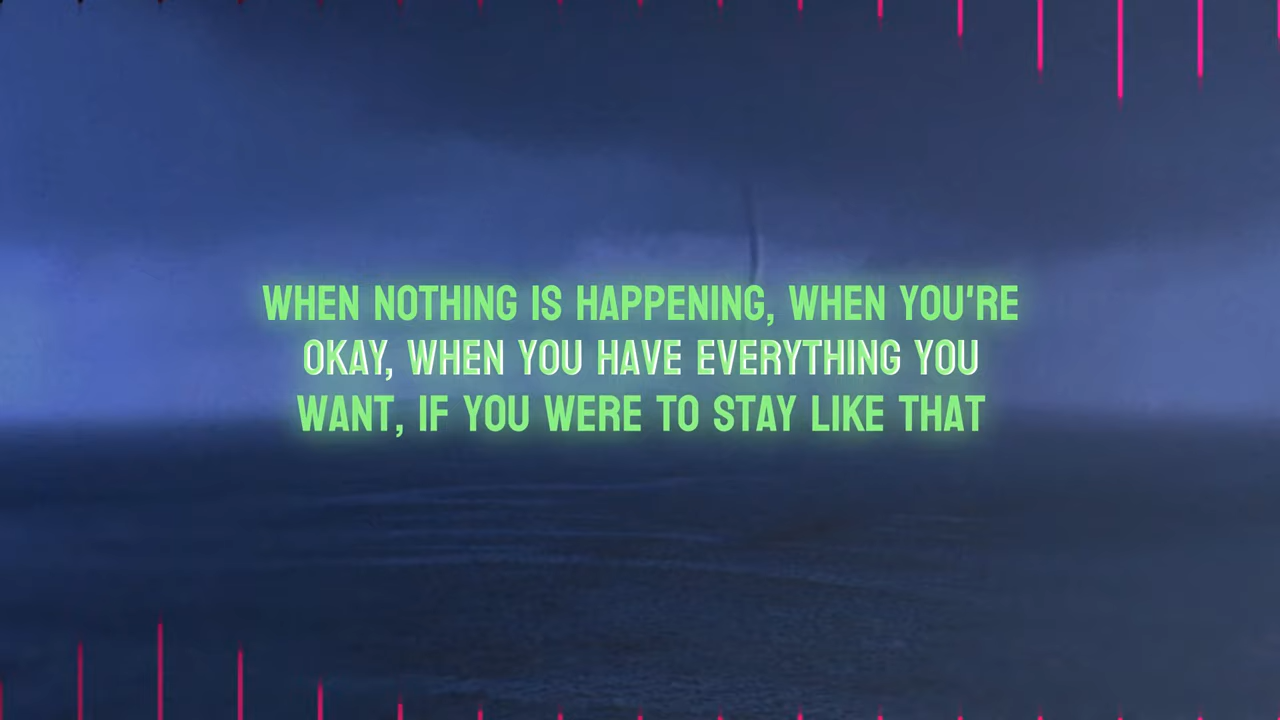 WHEN NOTHING IS HAPPENING, WHEN YOU'RE
OKAY, WHEN YOU HAVE EVERYTHING YOU
WANT, IF YOU WERE TO STAY LIKE THAT